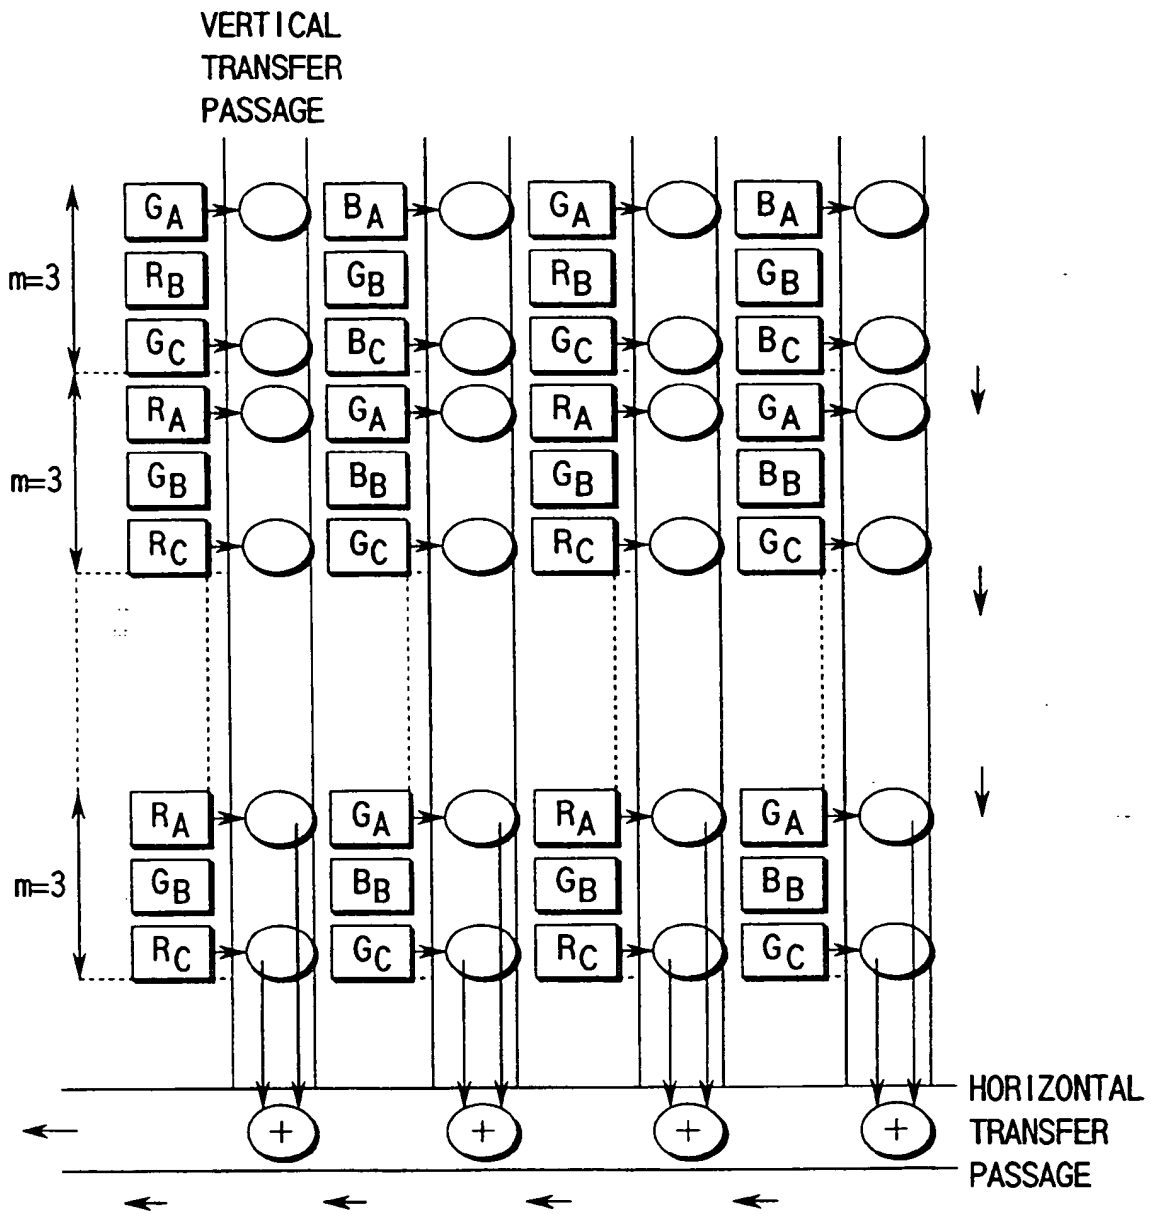 VERTICAL
TRANSFER
PASSAGE
GA BA GA BA
m=3 RB GB RB GB
GC BC GC BC
RA GA RA GA
m=3 GB BB GB BB
RC GC RC GC
RA GA RA GA
m=3 GB BB GB BB
RC GC RC GC
HORIZONTAL
+ + + + TRANSFER
PASSAGE